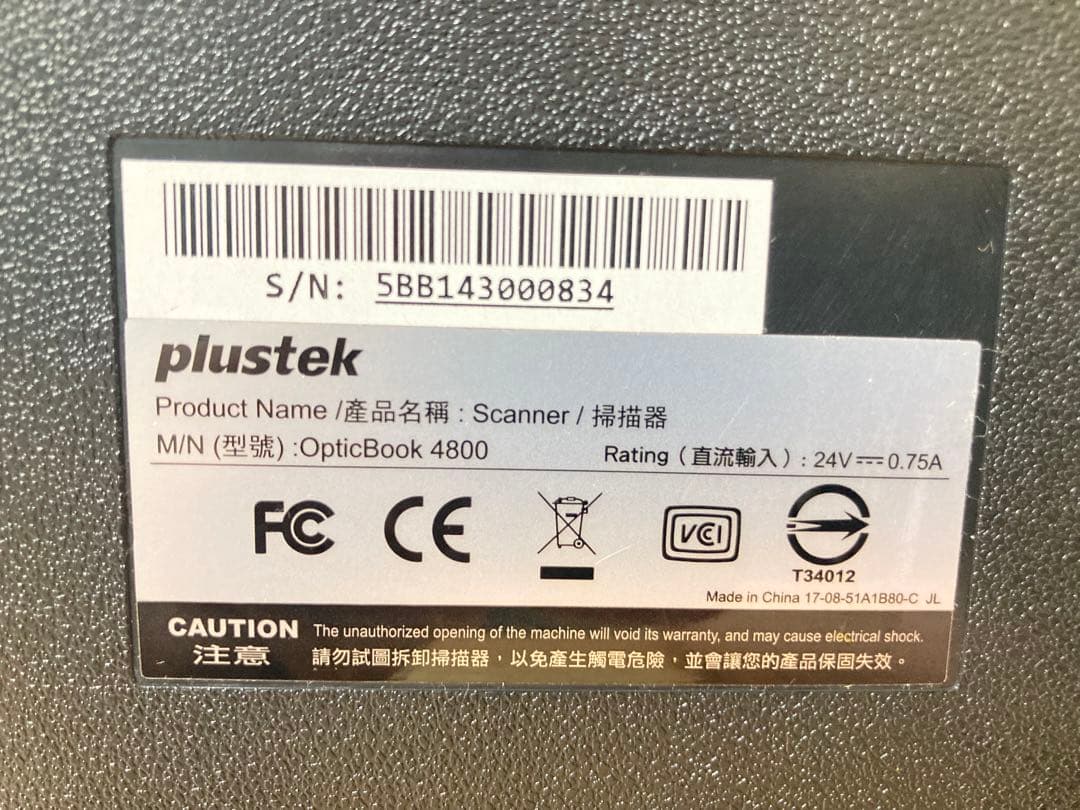 S/N: 5BB143000834
plustek
Product Name /產品名稱 : Scanner / 掃描器
M/N (型號) :OpticBook 4800
Rating ( 直流輸入 ) : 24V⎓0.75A
FC CE VCI
T34012
Made in China 17-08-51A1B80-C JL
CAUTION The unauthorized opening of the machine will void its warranty, and may cause electrical shock.
注意 請勿試圖拆卸掃描器，以免產生觸電危險，並會讓您的產品保固失效。